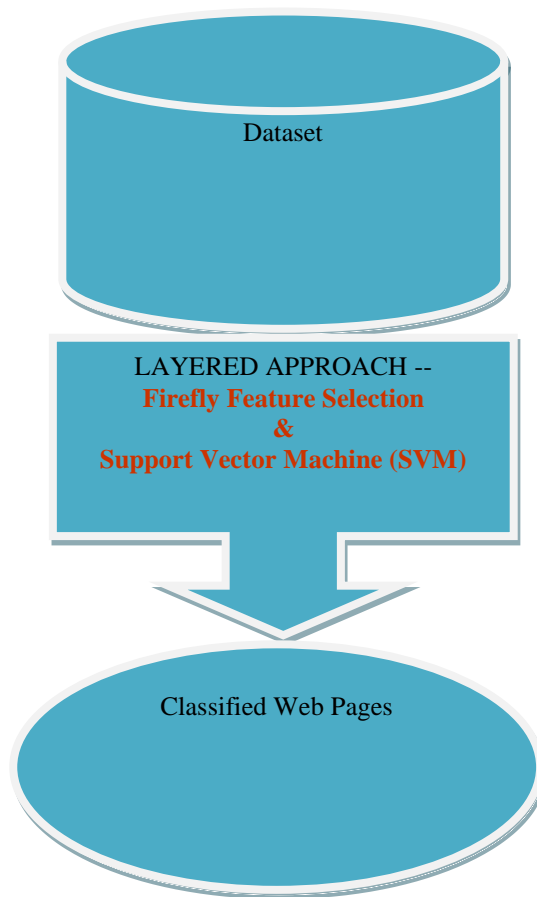 Dataset
LAYERED APPROACH --
Firefly Feature Selection
&
Support Vector Machine (SVM)
Classified Web Pages